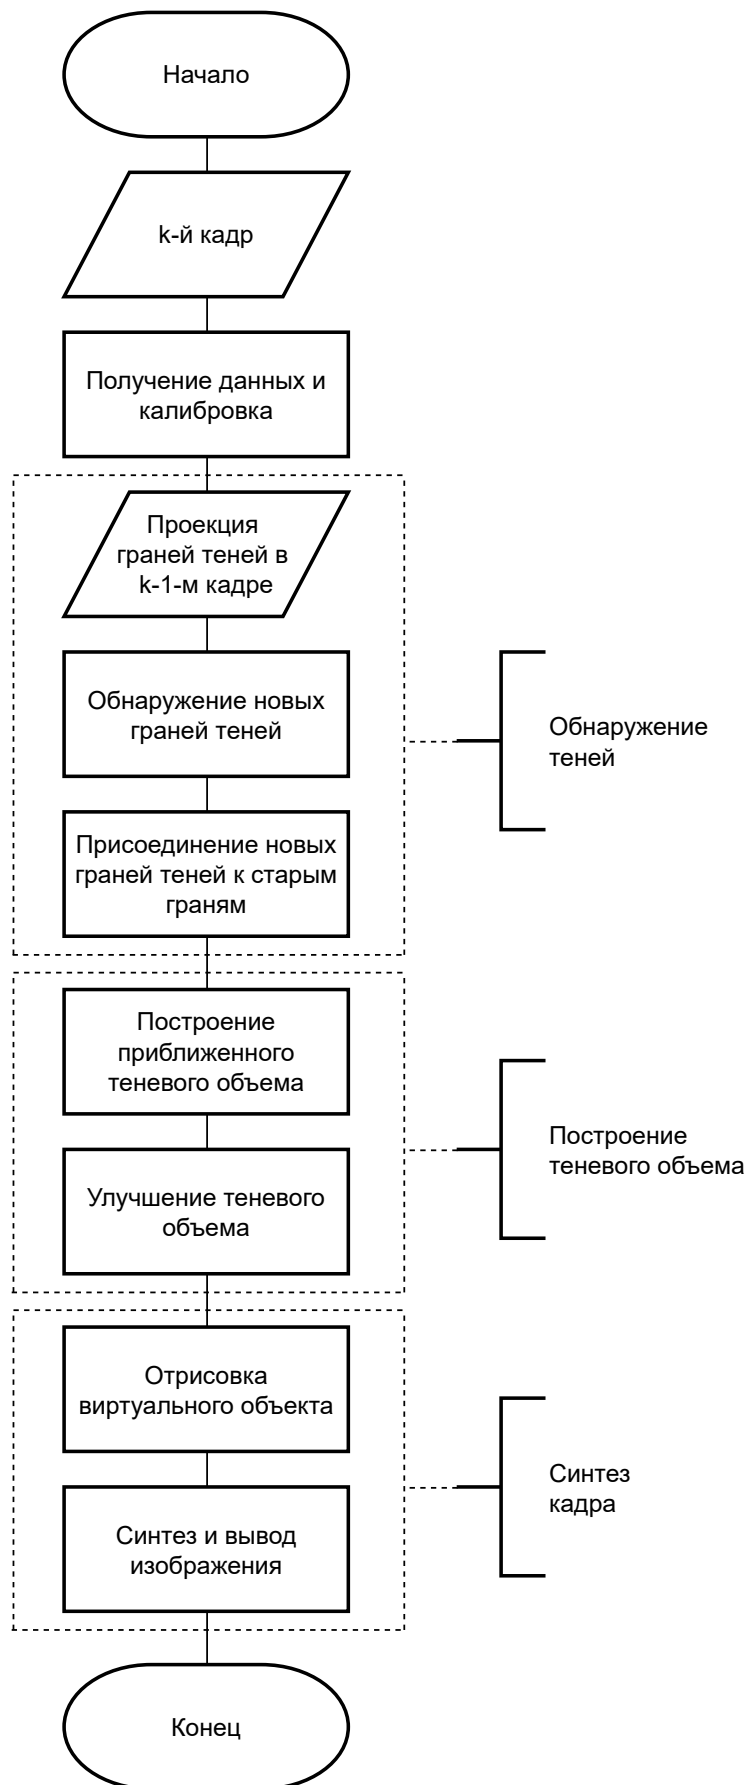 Начало
k-й кадр
Получение данных и
калибровка
Проекция
граней теней в
k-1-м кадре
Обнаружение новых
граней теней
Обнаружение
теней
Присоединение новых
граней теней к старым
граням
Построение
приближенного
теневого объема
Построение
теневого объема
Улучшение теневого
объема
Отрисовка
виртуального объекта
Синтез
кадра
Синтез и вывод
изображения
Конец